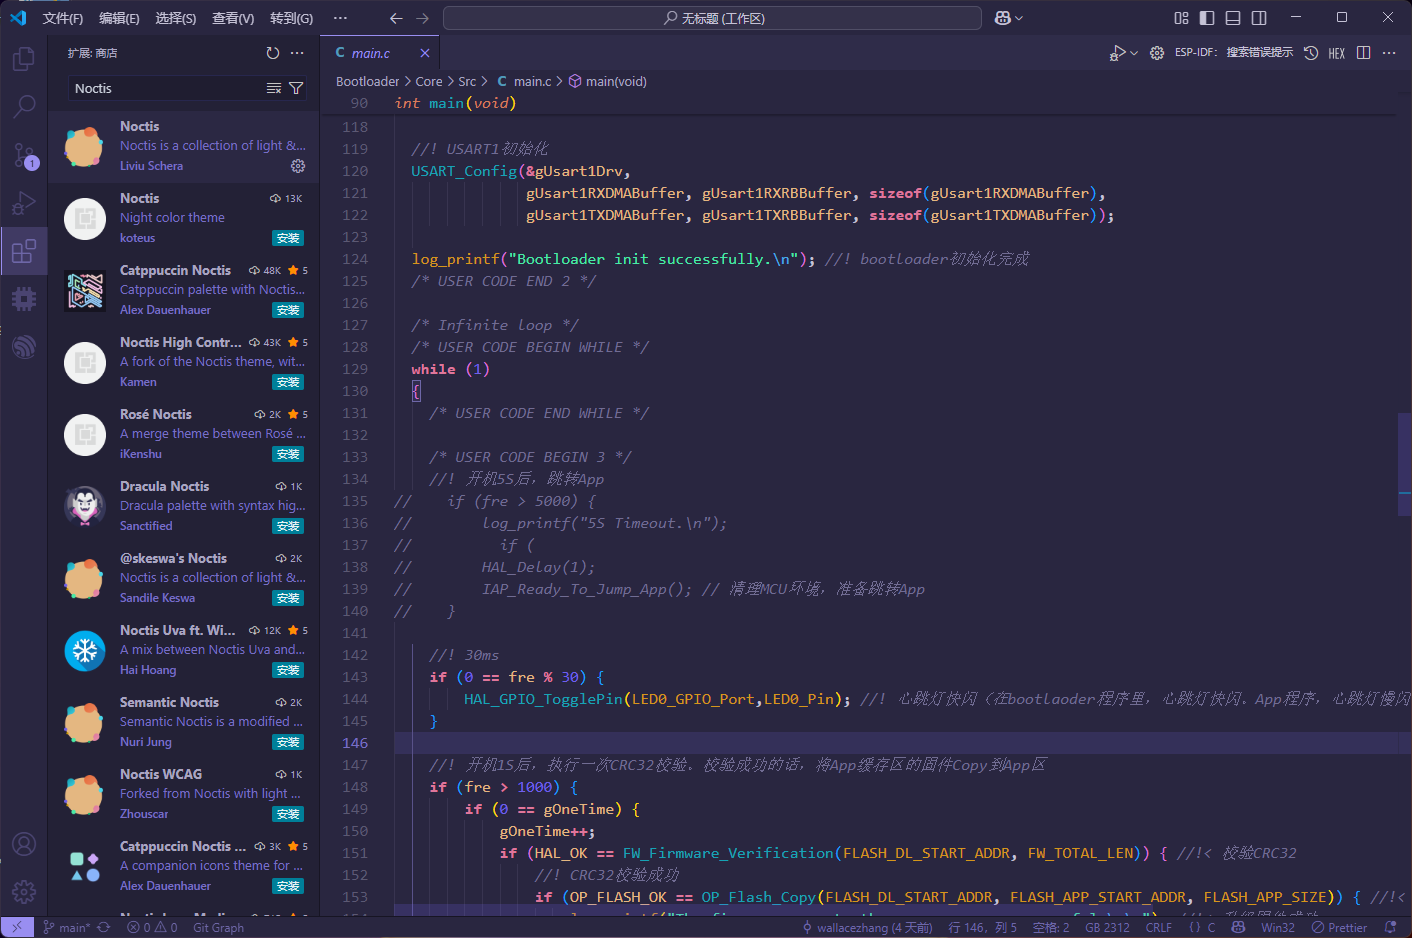 文件(F) 编辑(E) 选择(S) 查看(V) 转到(G) ··· 无标题 (工作区)
扩展: 商店
Noctis
Noctis
Noctis is a collection of light &...
Liviu Schera
Noctis 13K
Night color theme
koteus 安装
Catppuccin Noctis 48K 5
Catppuccin palette with Noctis...
Alex Dauenhauer 安装
Noctis High Contr... 43K 5
A fork of the Noctis theme, wit...
Kamen 安装
Rosé Noctis 2K 5
A merge theme between Rosé ...
iKenshu 安装
Dracula Noctis 1K
Dracula palette with syntax hig...
Sanctified 安装
@skeswa's Noctis 2K
Noctis is a collection of light &...
Sandile Keswa 安装
Noctis Uva ft. Wi... 12K 5
A mix between Noctis Uva and...
Hai Hoang 安装
Semantic Noctis 2K
Semantic Noctis is a modified ...
Nuri Jung 安装
Noctis WCAG 1K
Forked from Noctis with light ...
Zhouscar 安装
Catppuccin Noctis ... 3K 5
A companion icons theme for ...
Alex Dauenhauer 安装
1
C main.c
ESP-IDF: 搜索错误提示 HEX
Bootloader > Core > Src > C main.c > main(void)
90 int main(void)
118
119 //! USART1初始化
120 USART_Config(&gUsart1Drv,
121 gUsart1RXDMABuffer, gUsart1RXRBBuffer, sizeof(gUsart1RXDMABuffer),
122 gUsart1TXDMABuffer, gUsart1TXRBBuffer, sizeof(gUsart1TXDMABuffer));
123
124 log_printf("Bootloader init successfully.\n"); //! bootloader初始化完成
125 /* USER CODE END 2 */
126
127 /* Infinite loop */
128 /* USER CODE BEGIN WHILE */
129 while (1)
130 {
131 /* USER CODE END WHILE */
132
133 /* USER CODE BEGIN 3 */
134 //! 开机5S后，跳转App
135 // if (fre > 5000) {
136 // log_printf("5S Timeout.\n");
137 // if (
138 // HAL_Delay(1);
139 // IAP_Ready_To_Jump_App(); // 清理MCU环境，准备跳转App
140 // }
141
142 //! 30ms
143 if (0 == fre % 30) {
144 HAL_GPIO_TogglePin(LED0_GPIO_Port,LED0_Pin); //! 心跳灯快闪（在bootlaoder程序里，心跳灯快闪。App程序，心跳灯慢闪
145 }
146
147 //! 开机1S后，执行一次CRC32校验。校验成功的话，将App缓存区的固件Copy到App区
148 if (fre > 1000) {
149 if (0 == gOneTime) {
150 gOneTime++;
151 if (HAL_OK == FW_Firmware_Verification(FLASH_DL_START_ADDR, FW_TOTAL_LEN)) { //!< 校验CRC32
152 //! CRC32校验成功
153 if (OP_FLASH_OK == OP_Flash_Copy(FLASH_DL_START_ADDR, FLASH_APP_START_ADDR, FLASH_APP_SIZE)) { //!<
main* 0 0 Git Graph wallacezhang (4 天前) 行 146，列 5 空格: 2 GB 2312 CRLF {} C Win32 Prettier